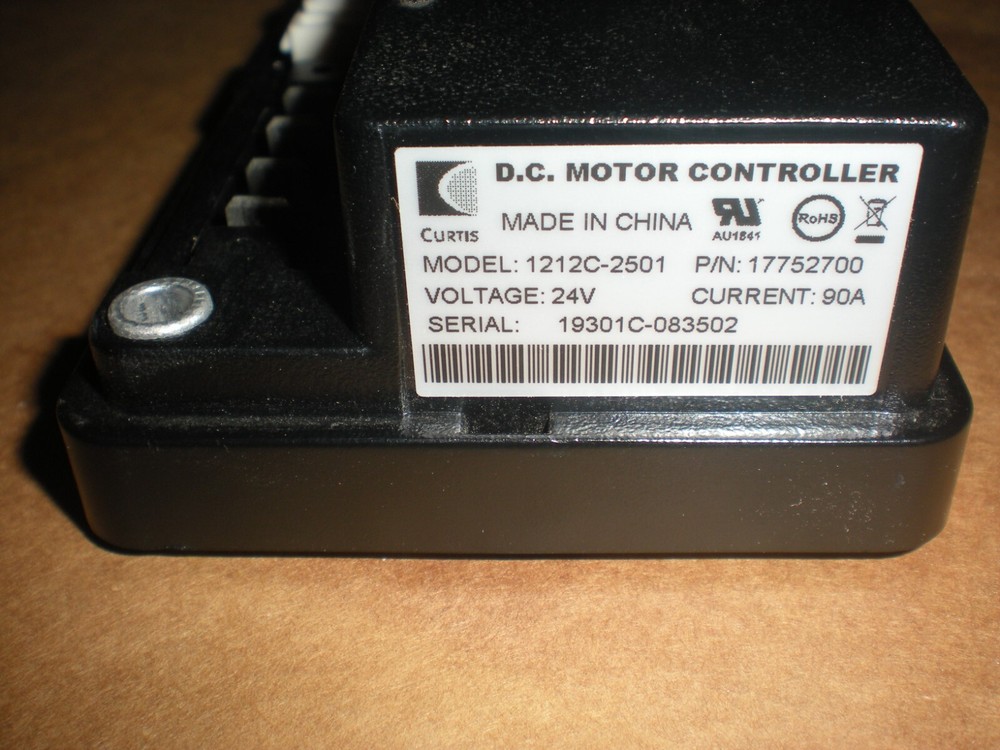 D.C. MOTOR CONTROLLER
CURTIS
MADE IN CHINA
RU
AU1841
RoHS
MODEL: 1212C-2501 P/N: 17752700
VOLTAGE: 24V CURRENT: 90A
SERIAL: 19301C-083502